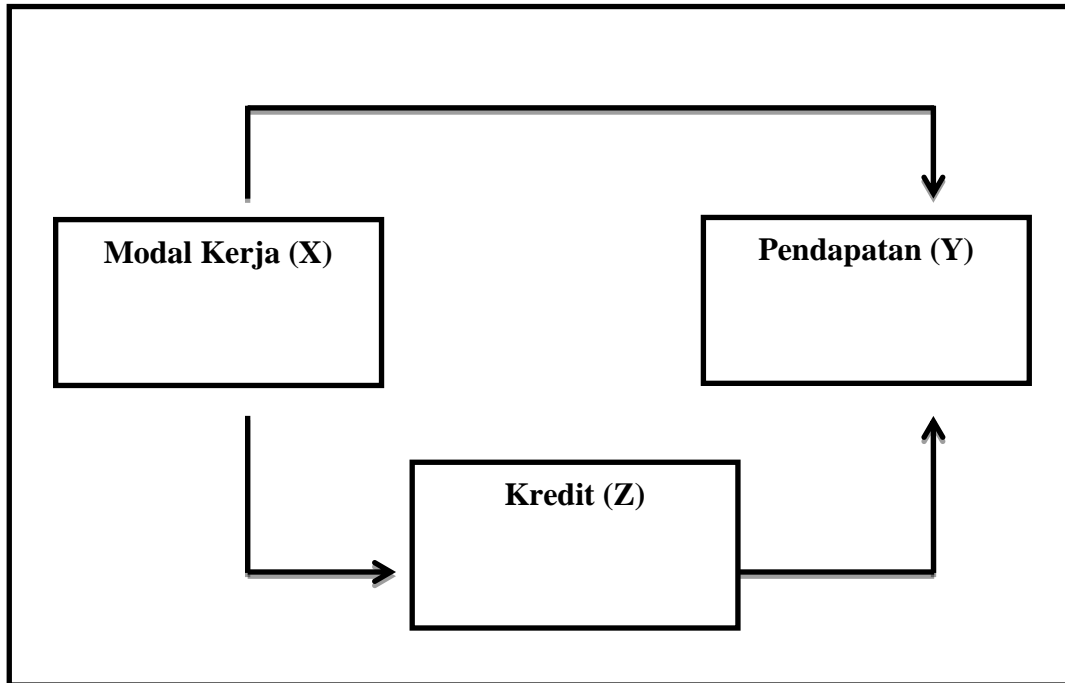 Modal Kerja (X)
Pendapatan (Y)
Kredit (Z)